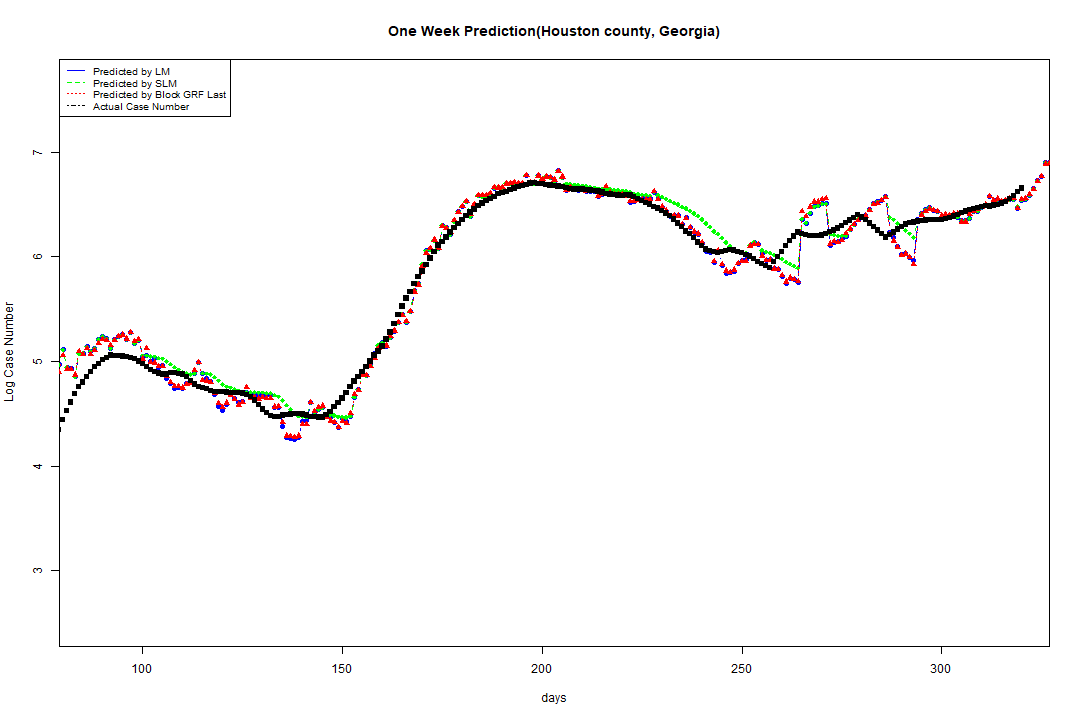 One Week Prediction(Houston county, Georgia)
Predicted by LM
Predicted by SLM
Predicted by Block GRF Last
Actual Case Number
Log Case Number
7
6
5
4
3
100 150 200 250 300
days